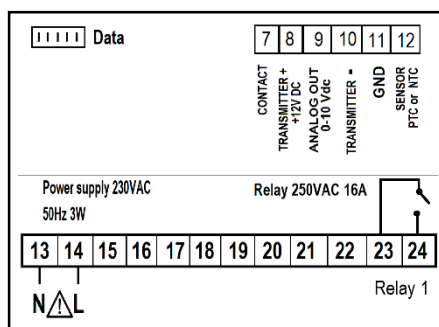 Data
7 8 9 10 11 12
CONTACT
TRANSMITTER +
+12V DC
ANALOG OUT
0-10 Vdc
TRANSMITTER =
GND
SENSOR
PTC or NTC
Power supply 230VAC
50Hz 3W
Relay 250VAC 16A
13 14 15 16 17 18 19 20 21 22 23 24
N L
Relay 1